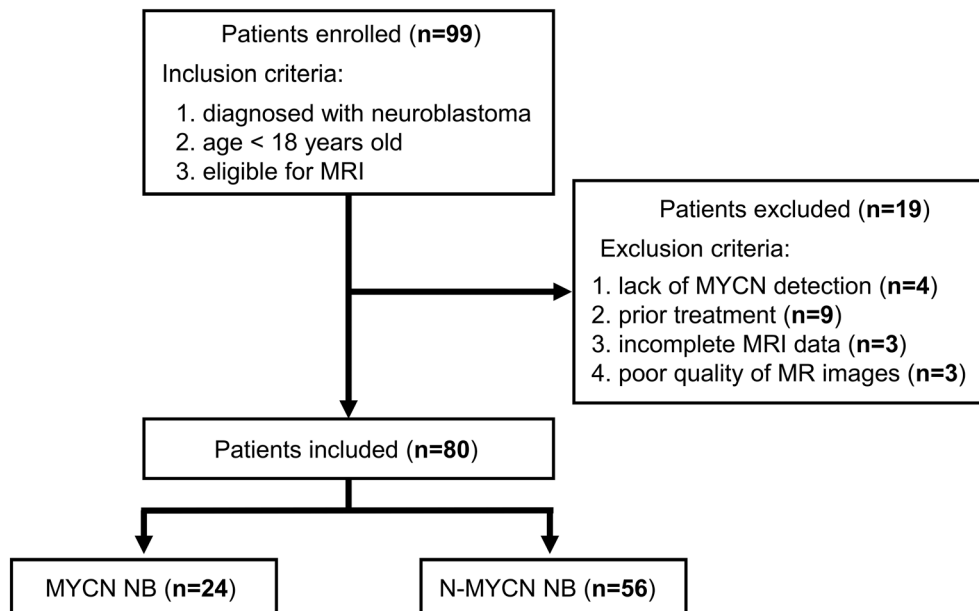 Patients enrolled (n=99)
Inclusion criteria:
1. diagnosed with neuroblastoma
2. age < 18 years old
3. eligible for MRI
Patients excluded (n=19)
Exclusion criteria:
1. lack of MYCN detection (n=4)
2. prior treatment (n=9)
3. incomplete MRI data (n=3)
4. poor quality of MR images (n=3)
Patients included (n=80)
MYCN NB (n=24)
N-MYCN NB (n=56)